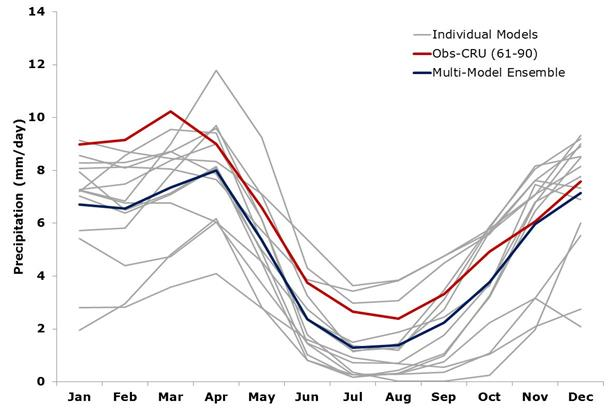 14
12
10
8
6
4
2
0
Precipitation (mm/day)
Individual Models
Obs-CRU (61-90)
Multi-Model Ensemble
Jan Feb Mar Apr May Jun Jul Aug Sep Oct Nov Dec